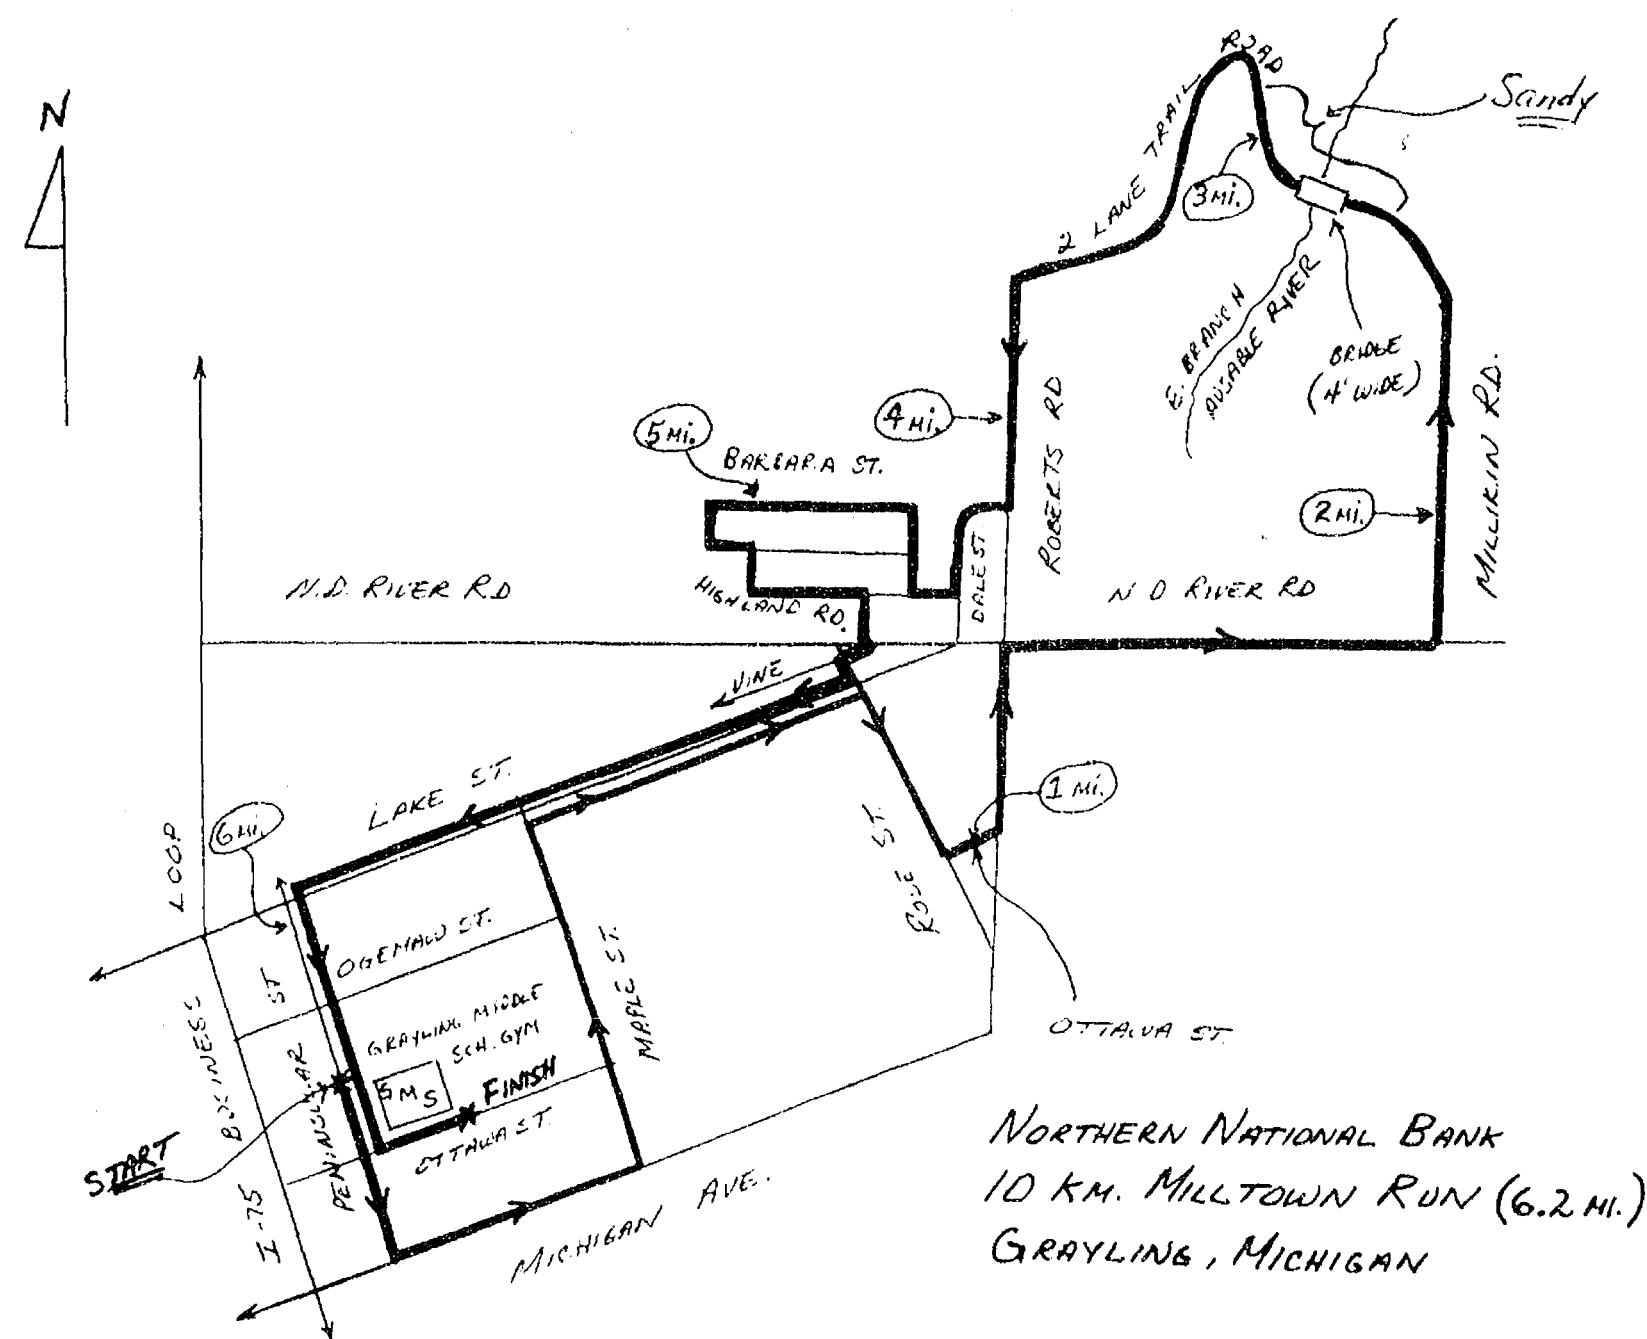 N
ROAD
Sandy
2 LANE TRAIL
3 MI.
E. BRANCH
AUSABLE RIVER
BRIDGE
(4' WIDE)
MILLIKIN RD.
4 MI.
ROBERTS RD
5 MI.
BARBARA ST.
2 MI.
DALE ST.
N.D. RIVER RD
HIGHLAND RD.
N D RIVER RD
VINE
LAKE ST.
1 MI.
6 MI.
LOOP
ROSE ST.
OGEMAW ST.
MAPLE ST.
ST
PENINSULAR
GRAYLING MIDDLE
SCH. GYM
GMS
FINISH
OTTAWA ST.
OTTAWA ST.
START
BUSINESS
I-75
MICHIGAN AVE.
NORTHERN NATIONAL BANK
10 KM. MILLTOWN RUN (6.2 MI.)
GRAYLING, MICHIGAN